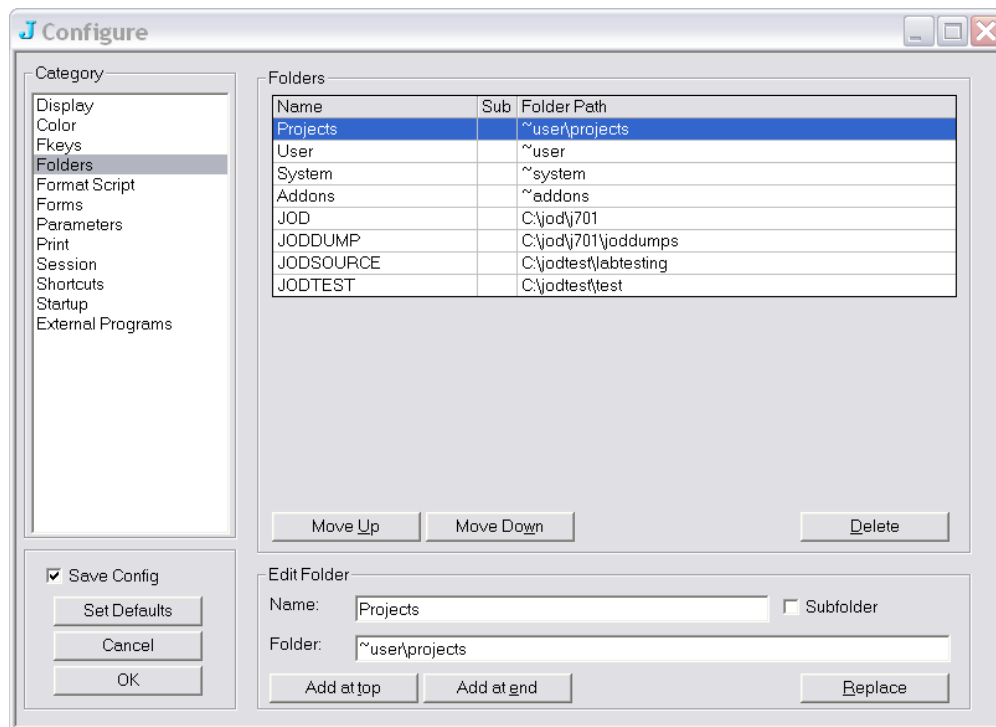 J Configure
Category
Display
Color
Fkeys
Folders
Format Script
Forms
Parameters
Print
Session
Shortcuts
Startup
External Programs
Folders
Name Sub Folder Path
Projects ~user\projects
User ~user
System ~system
Addons ~addons
JOD C:\jod\j701
JODDUMP C:\jod\j701\joddumps
JODSOURCE C:\jodtest\labtesting
JODTEST C:\jodtest\test
Move Up Move Down Delete
Save Config
Set Defaults
Cancel
OK
Edit Folder
Name: Projects Subfolder
Folder: ~user\projects
Add at top Add at end Replace